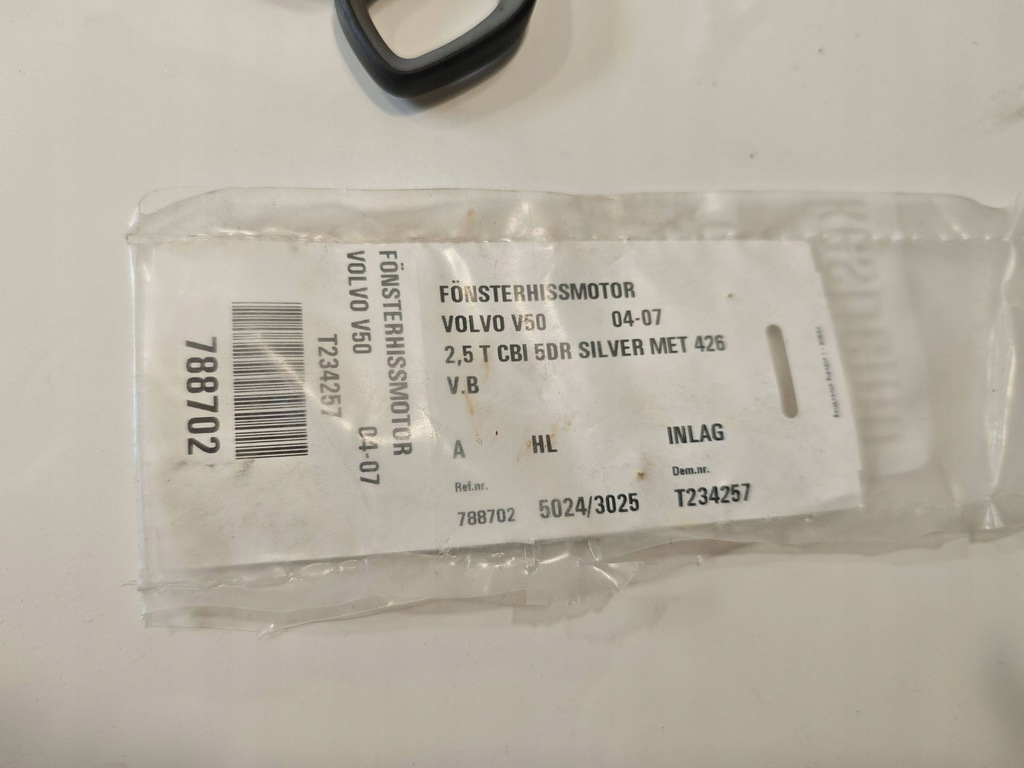 FÖNSTERHISSMOTOR
VOLVO V50 04-07
2,5 T CBI 5DR SILVER MET 426
V.B
A HL INLAG
Ref.nr. Dem.nr.
788702 5024/3025 T234257
FÖNSTERHISSMOTOR
VOLVO V50 04-07
T234257
788702